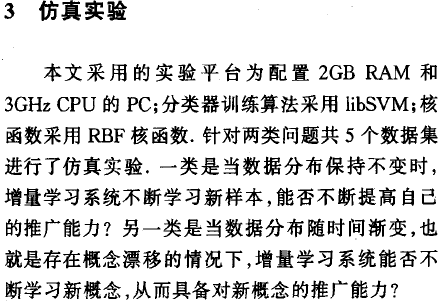 3 仿真实验
本文采用的实验平台为配置 2GB RAM 和
3GHz CPU 的 PC;分类器训练算法采用 libSVM;核
函数采用 RBF 核函数. 针对两类问题共 5 个数据集
进行了仿真实验. 一类是当数据分布保持不变时,
增量学习系统不断学习新样本,能否不断提高自己
的推广能力? 另一类是当数据分布随时间渐变,也
就是存在概念漂移的情况下,增量学习系统能否不
断学习新概念,从而具备对新概念的推广能力?